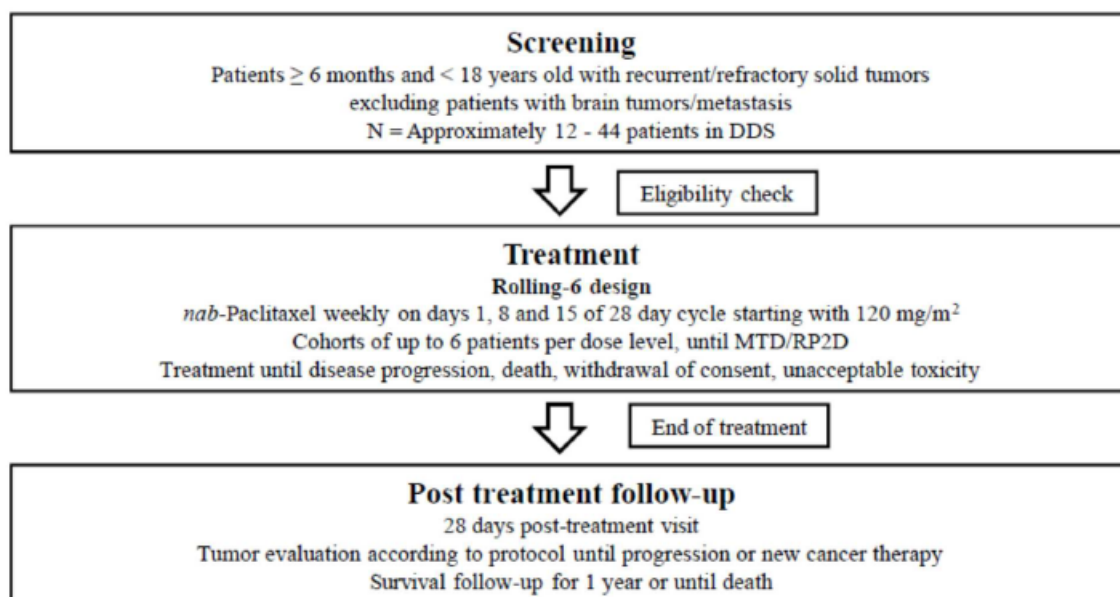 Screening
Patients ≥ 6 months and < 18 years old with recurrent/refractory solid tumors
excluding patients with brain tumors/metastasis
N = Approximately 12 - 44 patients in DDS
Eligibility check
Treatment
Rolling-6 design
nab-Paclitaxel weekly on days 1, 8 and 15 of 28 day cycle starting with 120 mg/m²
Cohorts of up to 6 patients per dose level, until MTD/RP2D
Treatment until disease progression, death, withdrawal of consent, unacceptable toxicity
End of treatment
Post treatment follow-up
28 days post-treatment visit
Tumor evaluation according to protocol until progression or new cancer therapy
Survival follow-up for 1 year or until death